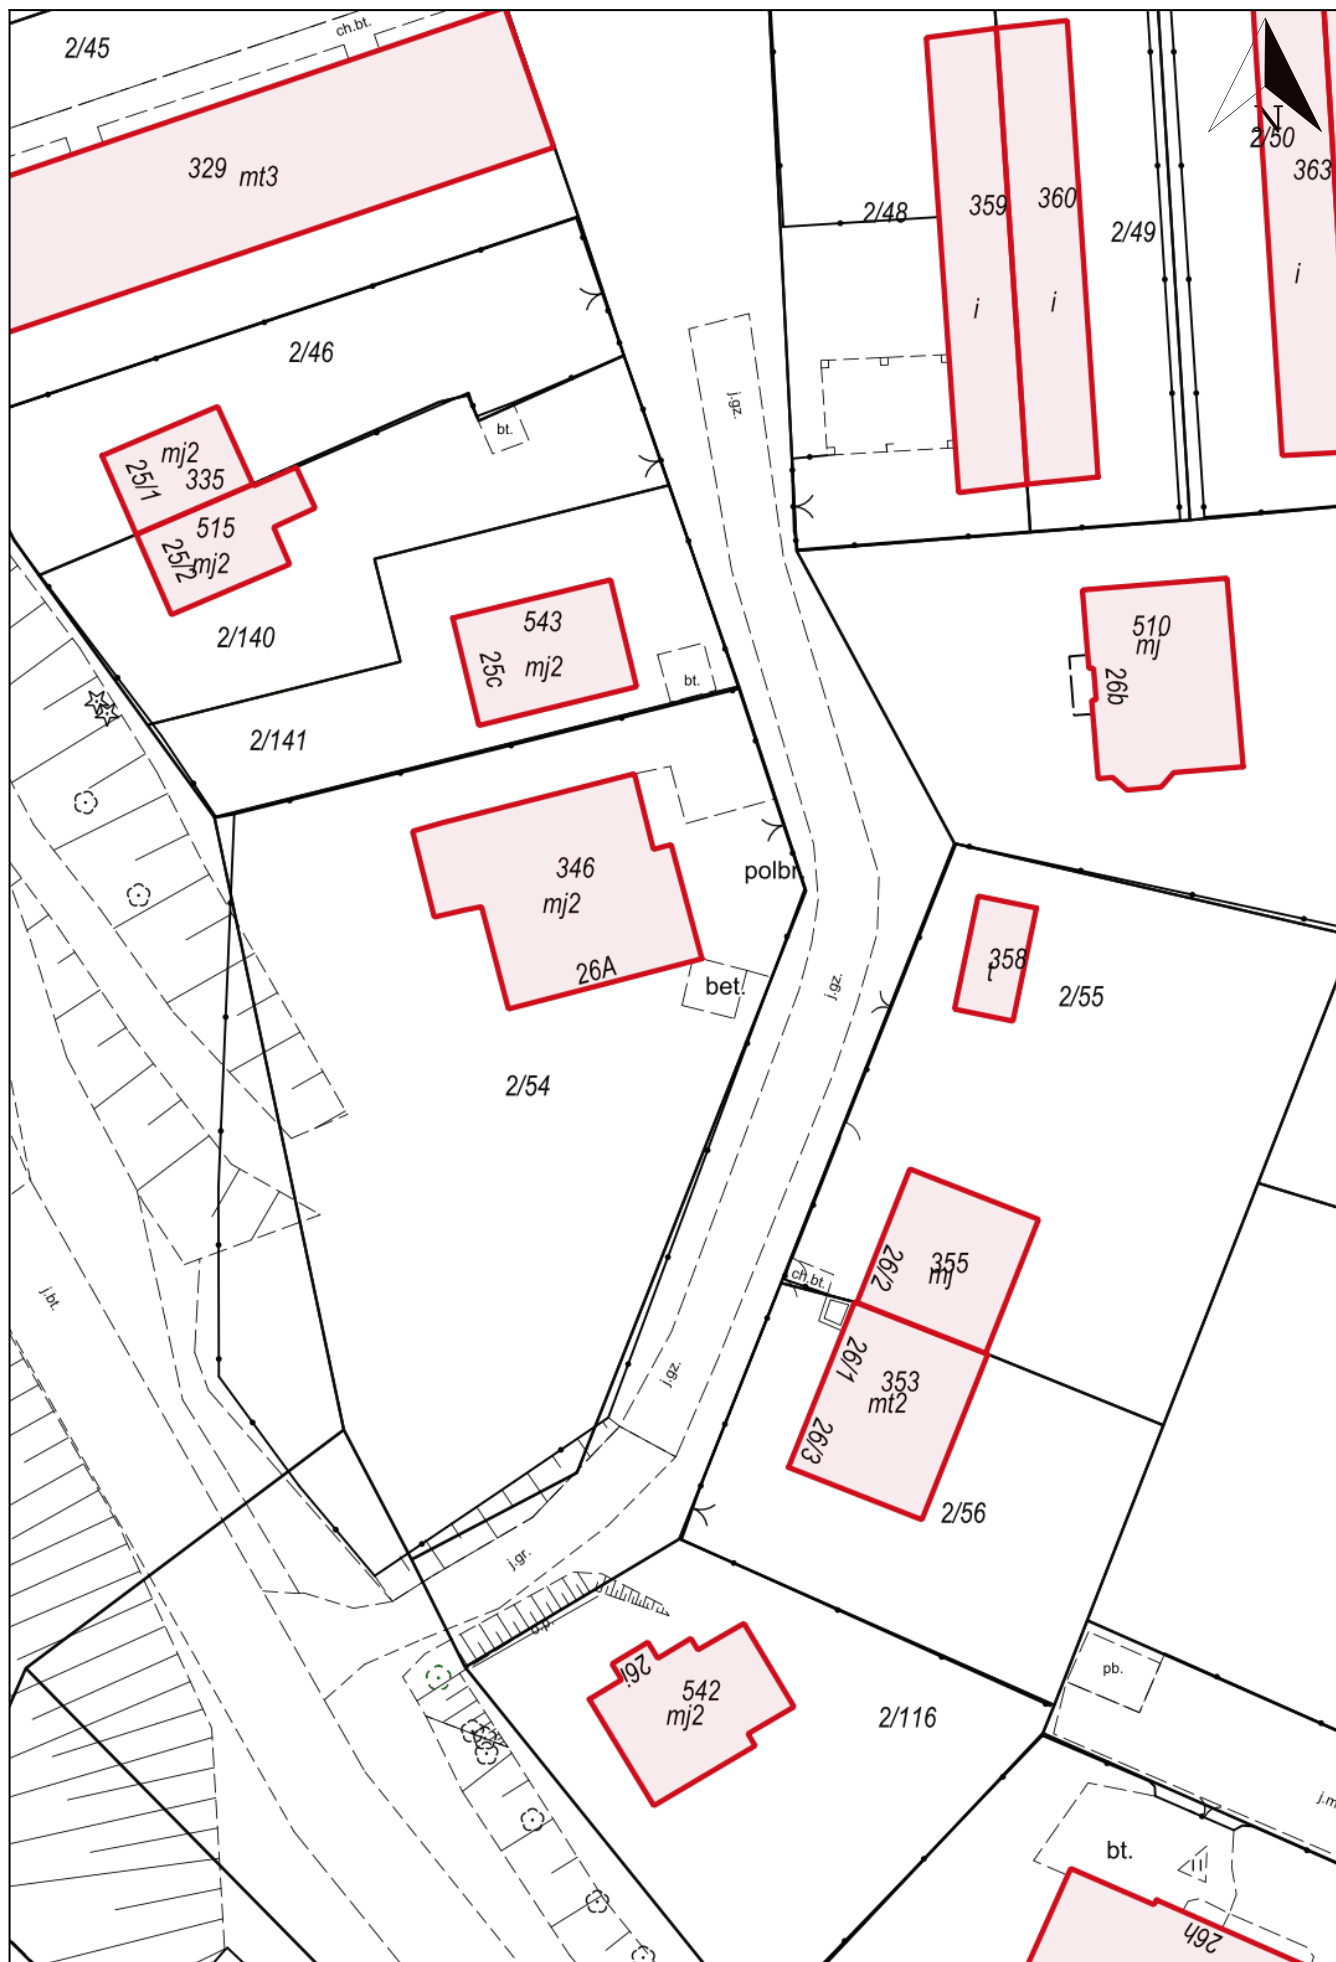 ch.bt.
2/45
N
2/50
329 mt3
363
359
360
2/48
2/49
i
i
i
2/46
j.gz.
bt.
mj2
335
25/1
515
25/2
mj2
543
510
mj
2/140
25c
mj2
bt.
26b
2/141
346
polbr
mj2
358
t
26A
bet.
j.gz.
2/55
2/54
26/2
355
mj
ch.bt.
j.bt.
26/1
j.gz.
353
mt2
26/3
2/56
j.gr.
o.p.
26i
542
mj2
2/116
pb.
j.m
bt.
26h